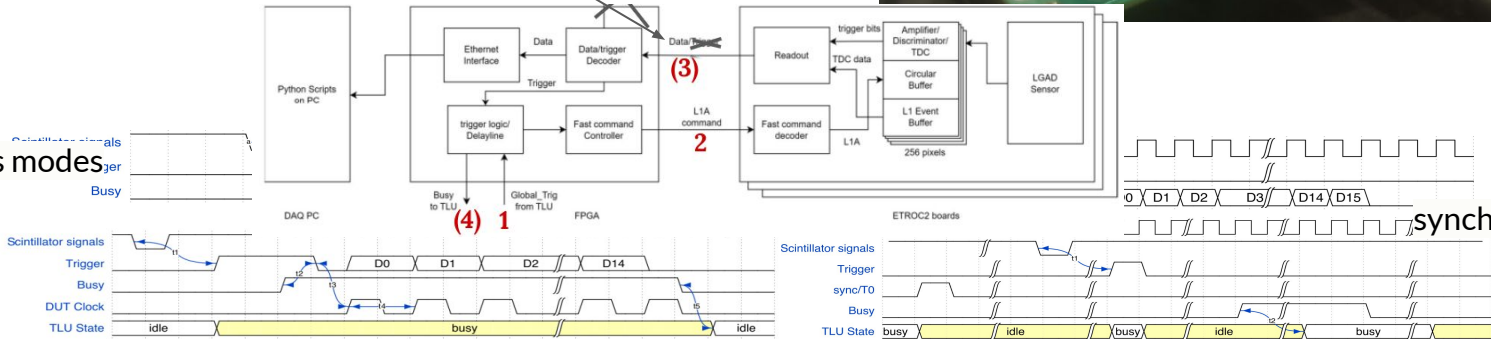 Amplifier/
Discriminator/
TDC
trigger bits
Ethernet
Interface
Data
Data/trigger
Decoder
Data/
(3)
Readout
TDC data
Circular
Buffer
LGAD
Sensor
Python Scripts
on PC
Trigger
L1 Event
Buffer
trigger logic/
Delayline
Fast command
Controller
L1A
command
2
Fast command
decoder
L1A
256 pixels
Busy
to TLU
(4)
1
Global_Trig
from TLU
DAQ PC
FPGA
ETROC2 boards
s modes
Busy
D1 D2 D3 D14 D15
synch
Scintillator signals
t1
Trigger
D0 D1 D2 D14
Busy
t2
t3
DUT Clock
t4
t5
TLU State
idle
busy
idle
Scintillator signals
t1
Trigger
sync/T0
Busy
t2
TLU State
busy
idle
busy
idle
busy